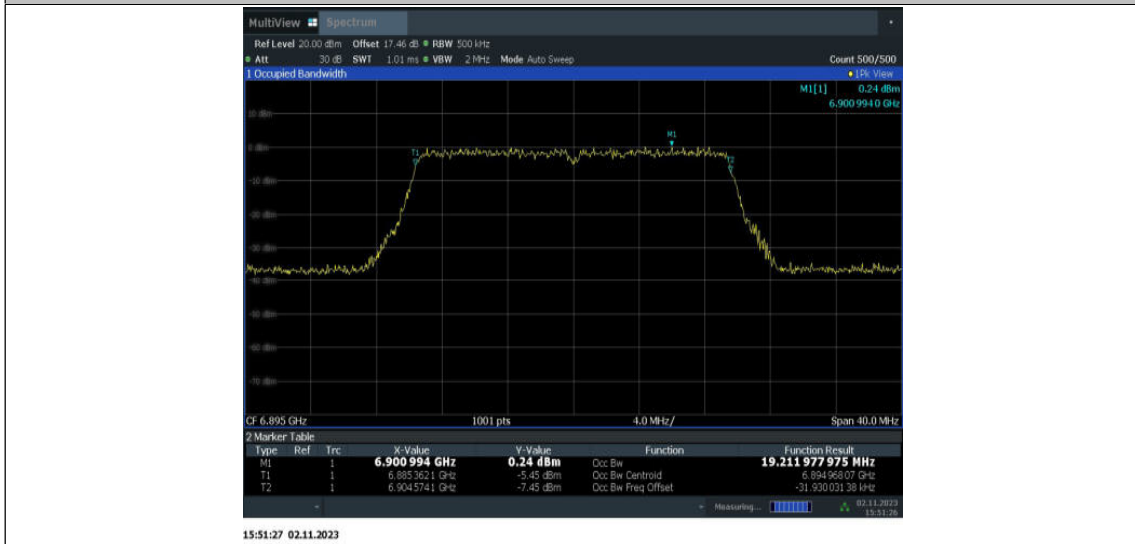 MultiView Spectrum
Ref Level 20.00 dBm Offset 17.46 dB RBW 500 kHz
Att 30 dB SWT 1.01 ms VBW 2 MHz Mode Auto Sweep Count 500/500
1 Occupied Bandwidth 1Pk View
M1[1] 0.24 dBm
6.900 9940 GHz
10 dBm
M1
0 dBm
T1
T2
-10 dBm
-20 dBm
-30 dBm
-40 dBm
-50 dBm
-60 dBm
-70 dBm
CF 6.895 GHz 1001 pts 4.0 MHz/ Span 40.0 MHz
2 Marker Table
Type Ref Trc X-Value Y-Value Function Function Result
M1 1 6.900 994 GHz 0.24 dBm Occ Bw 19.211 977 975 MHz
T1 1 6.885 362 1 GHz -5.45 dBm Occ Bw Centroid 6.894 968 07 GHz
T2 1 6.904 574 1 GHz -7.45 dBm Occ Bw Freq Offset -31.930 031 38 kHz
Measuring... 02.11.2023
15:51:26
15:51:27 02.11.2023